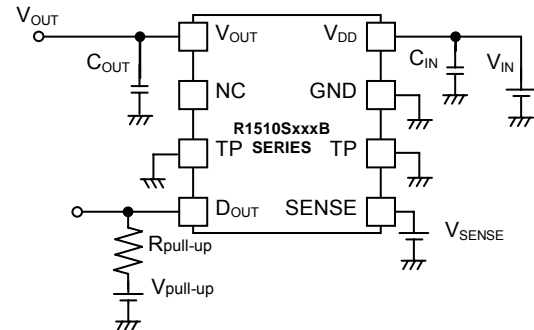 VOUT
VOUT
VDD
COUT
CIN
VIN
NC
GND
R1510SxxxB
SERIES
TP
TP
DOUT
SENSE
Rpull-up
VSENSE
Vpull-up